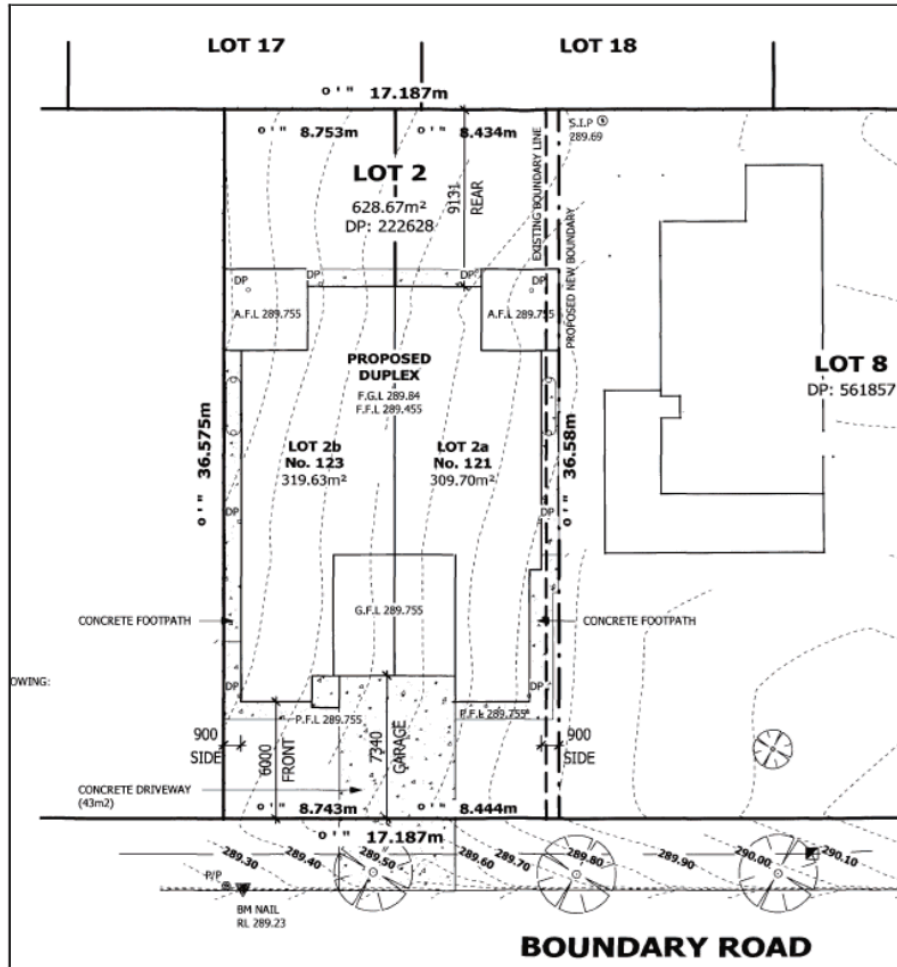 LOT 17
LOT 18
o ' " 17.187m
o ' " 8.753m
o ' " 8.434m
S.I.P
289.69
LOT 2
628.67m²
DP: 222628
9131
REAR
EXISTING BOUNDARY LINE
PROPOSED NEW BOUNDARY
DP
DP
DP
DP
A.F.L 289.755
A.F.L 289.755
PROPOSED
DUPLEX
F.G.L 289.84
F.F.L 289.455
LOT 8
DP: 561857
o ' " 36.575m
o ' " 36.58m
LOT 2b
No. 123
319.63m²
LOT 2a
No. 121
309.70m²
DP
DP
G.F.L 289.755
CONCRETE FOOTPATH
CONCRETE FOOTPATH
OWING:
DP
DP
P.F.L 289.755
P.F.L 289.755
900
SIDE
6000
FRONT
7340
GARAGE
900
SIDE
CONCRETE DRIVEWAY
(43m2)
o ' " 8.743m
o ' " 8.444m
o ' " 17.187m
289.30
289.40
289.50
289.60
289.70
289.80
289.90
290.00
290.10
P/P
BM NAIL
RL 289.23
BOUNDARY ROAD